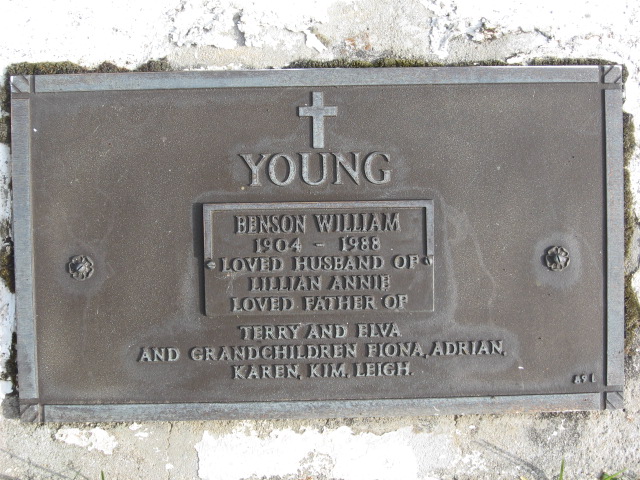 YOUNG
BENSON WILLIAM
1904 - 1988
LOVED HUSBAND OF
LILLIAN ANNIE
LOVED FATHER OF
TERRY AND ELVA
AND GRANDCHILDREN FIONA, ADRIAN,
KAREN, KIM, LEIGH.
89 L